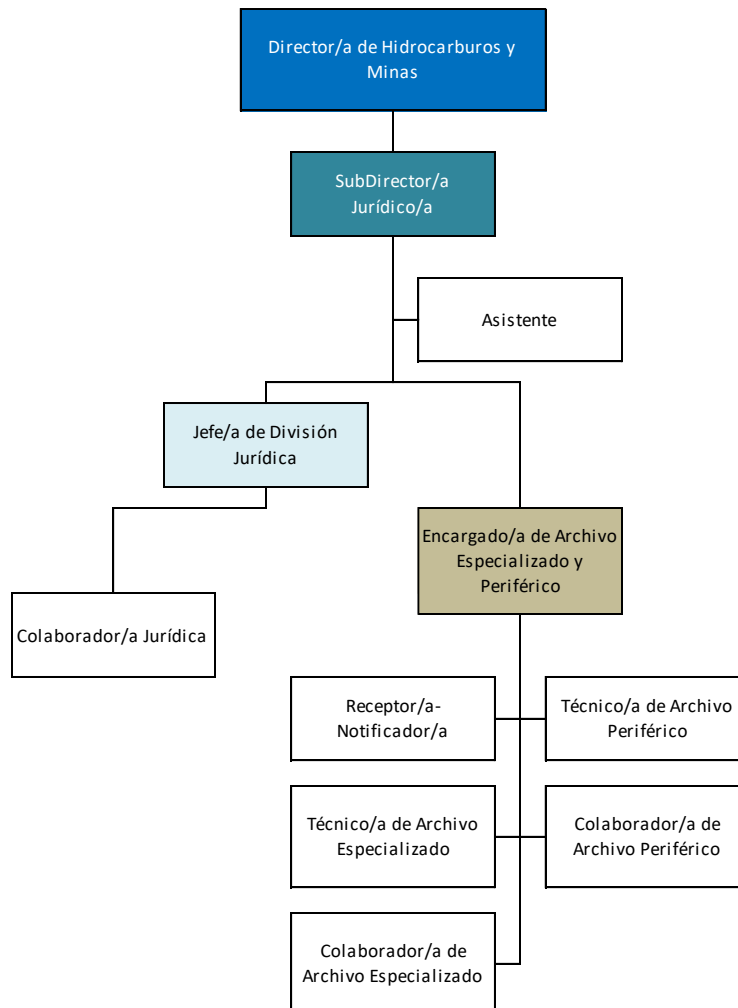 Director/a de Hidrocarburos y
Minas
SubDirector/a
Jurídico/a
Asistente
Jefe/a de División
Jurídica
Encargado/a de Archivo
Especializado y
Periférico
Colaborador/a Jurídica
Receptor/a-
Notificador/a
Técnico/a de Archivo
Periférico
Técnico/a de Archivo
Especializado
Colaborador/a de
Archivo Periférico
Colaborador/a de
Archivo Especializado